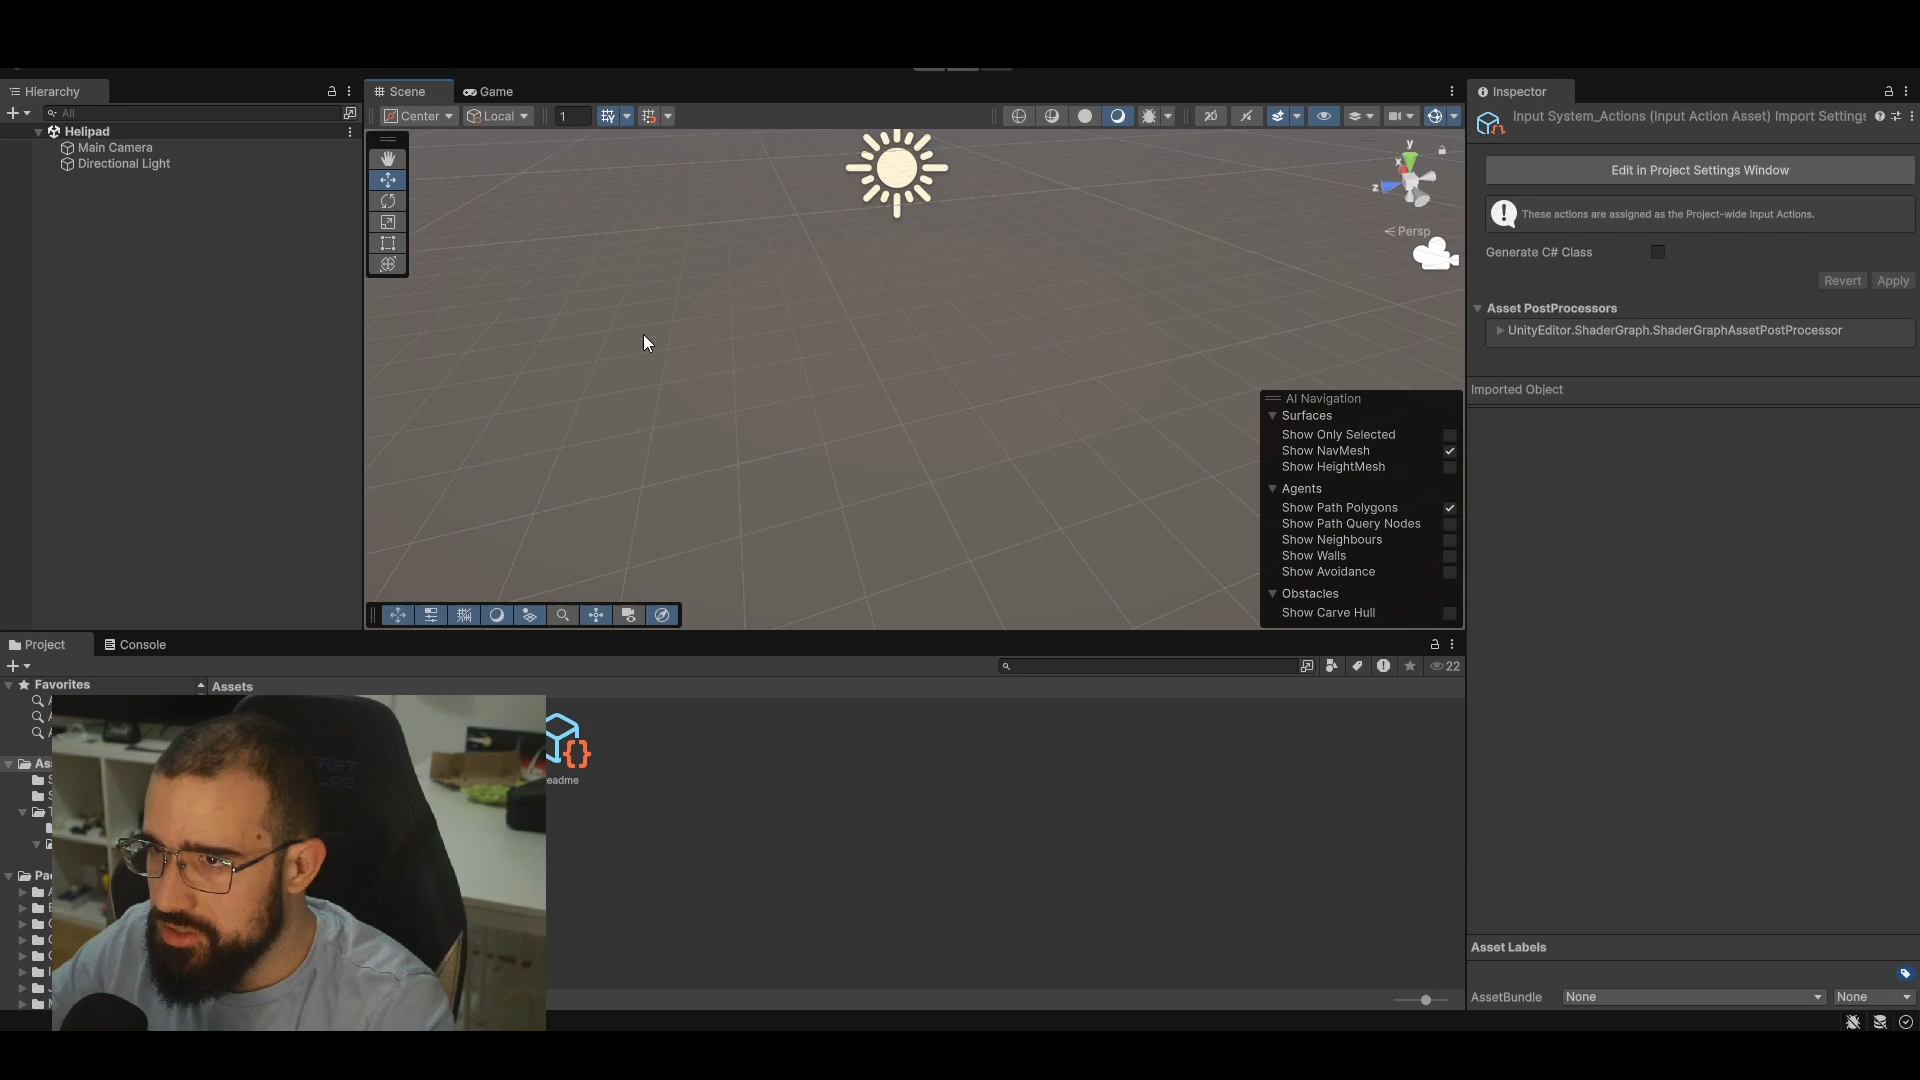 Hierarchy
All
Helipad
Main Camera
Directional Light
Scene
Game
Center
Local
1
2D
y
x
z
Persp
AI Navigation
Surfaces
Show Only Selected
Show NavMesh
Show HeightMesh
Agents
Show Path Polygons
Show Path Query Nodes
Show Neighbours
Show Walls
Show Avoidance
Obstacles
Show Carve Hull
Inspector
Input System_Actions (Input Action Asset) Import Settings
Edit in Project Settings Window
These actions are assigned as the Project-wide Input Actions.
Generate C# Class
Revert
Apply
Asset PostProcessors
UnityEditor.ShaderGraph.ShaderGraphAssetPostProcessor
Imported Object
Asset Labels
AssetBundle
None
None
Project
Console
22
Favorites
Assets
eadme